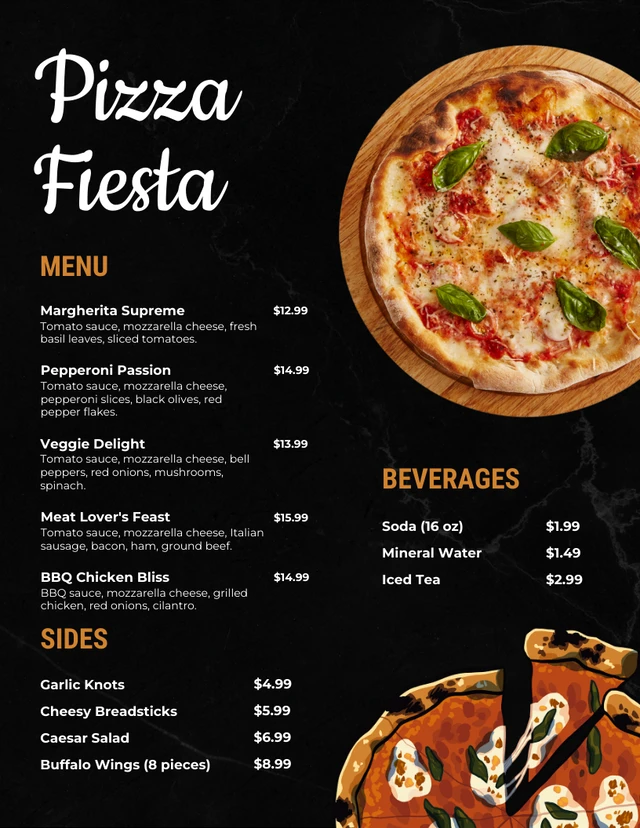 Pizza
Fiesta
MENU
Margherita Supreme $12.99
Tomato sauce, mozzarella cheese, fresh
basil leaves, sliced tomatoes.
Pepperoni Passion $14.99
Tomato sauce, mozzarella cheese,
pepperoni slices, black olives, red
pepper flakes.
Veggie Delight $13.99
Tomato sauce, mozzarella cheese, bell
peppers, red onions, mushrooms,
spinach.
Meat Lover's Feast $15.99
Tomato sauce, mozzarella cheese, Italian
sausage, bacon, ham, ground beef.
BBQ Chicken Bliss $14.99
BBQ sauce, mozzarella cheese, grilled
chicken, red onions, cilantro.
SIDES
Garlic Knots $4.99
Cheesy Breadsticks $5.99
Caesar Salad $6.99
Buffalo Wings (8 pieces) $8.99
BEVERAGES
Soda (16 oz) $1.99
Mineral Water $1.49
Iced Tea $2.99